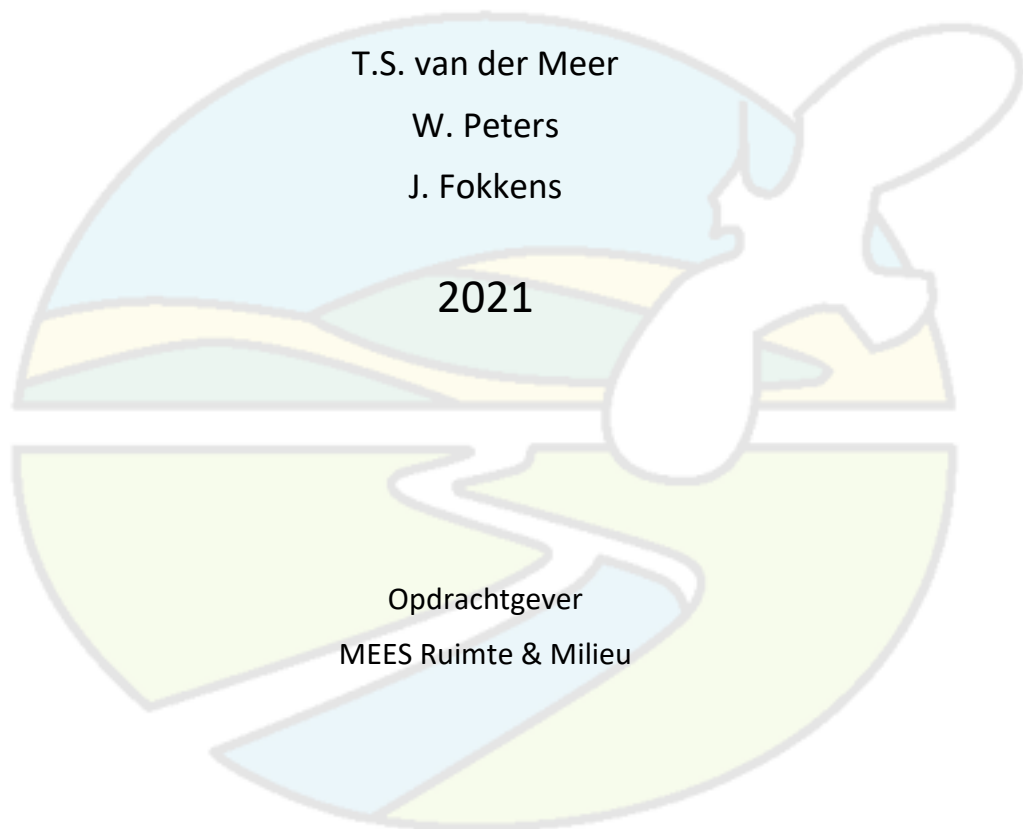 T.S. van der Meer
W. Peters
J. Fokkens
2021
Opdrachtgever
MEES Ruimte & Milieu